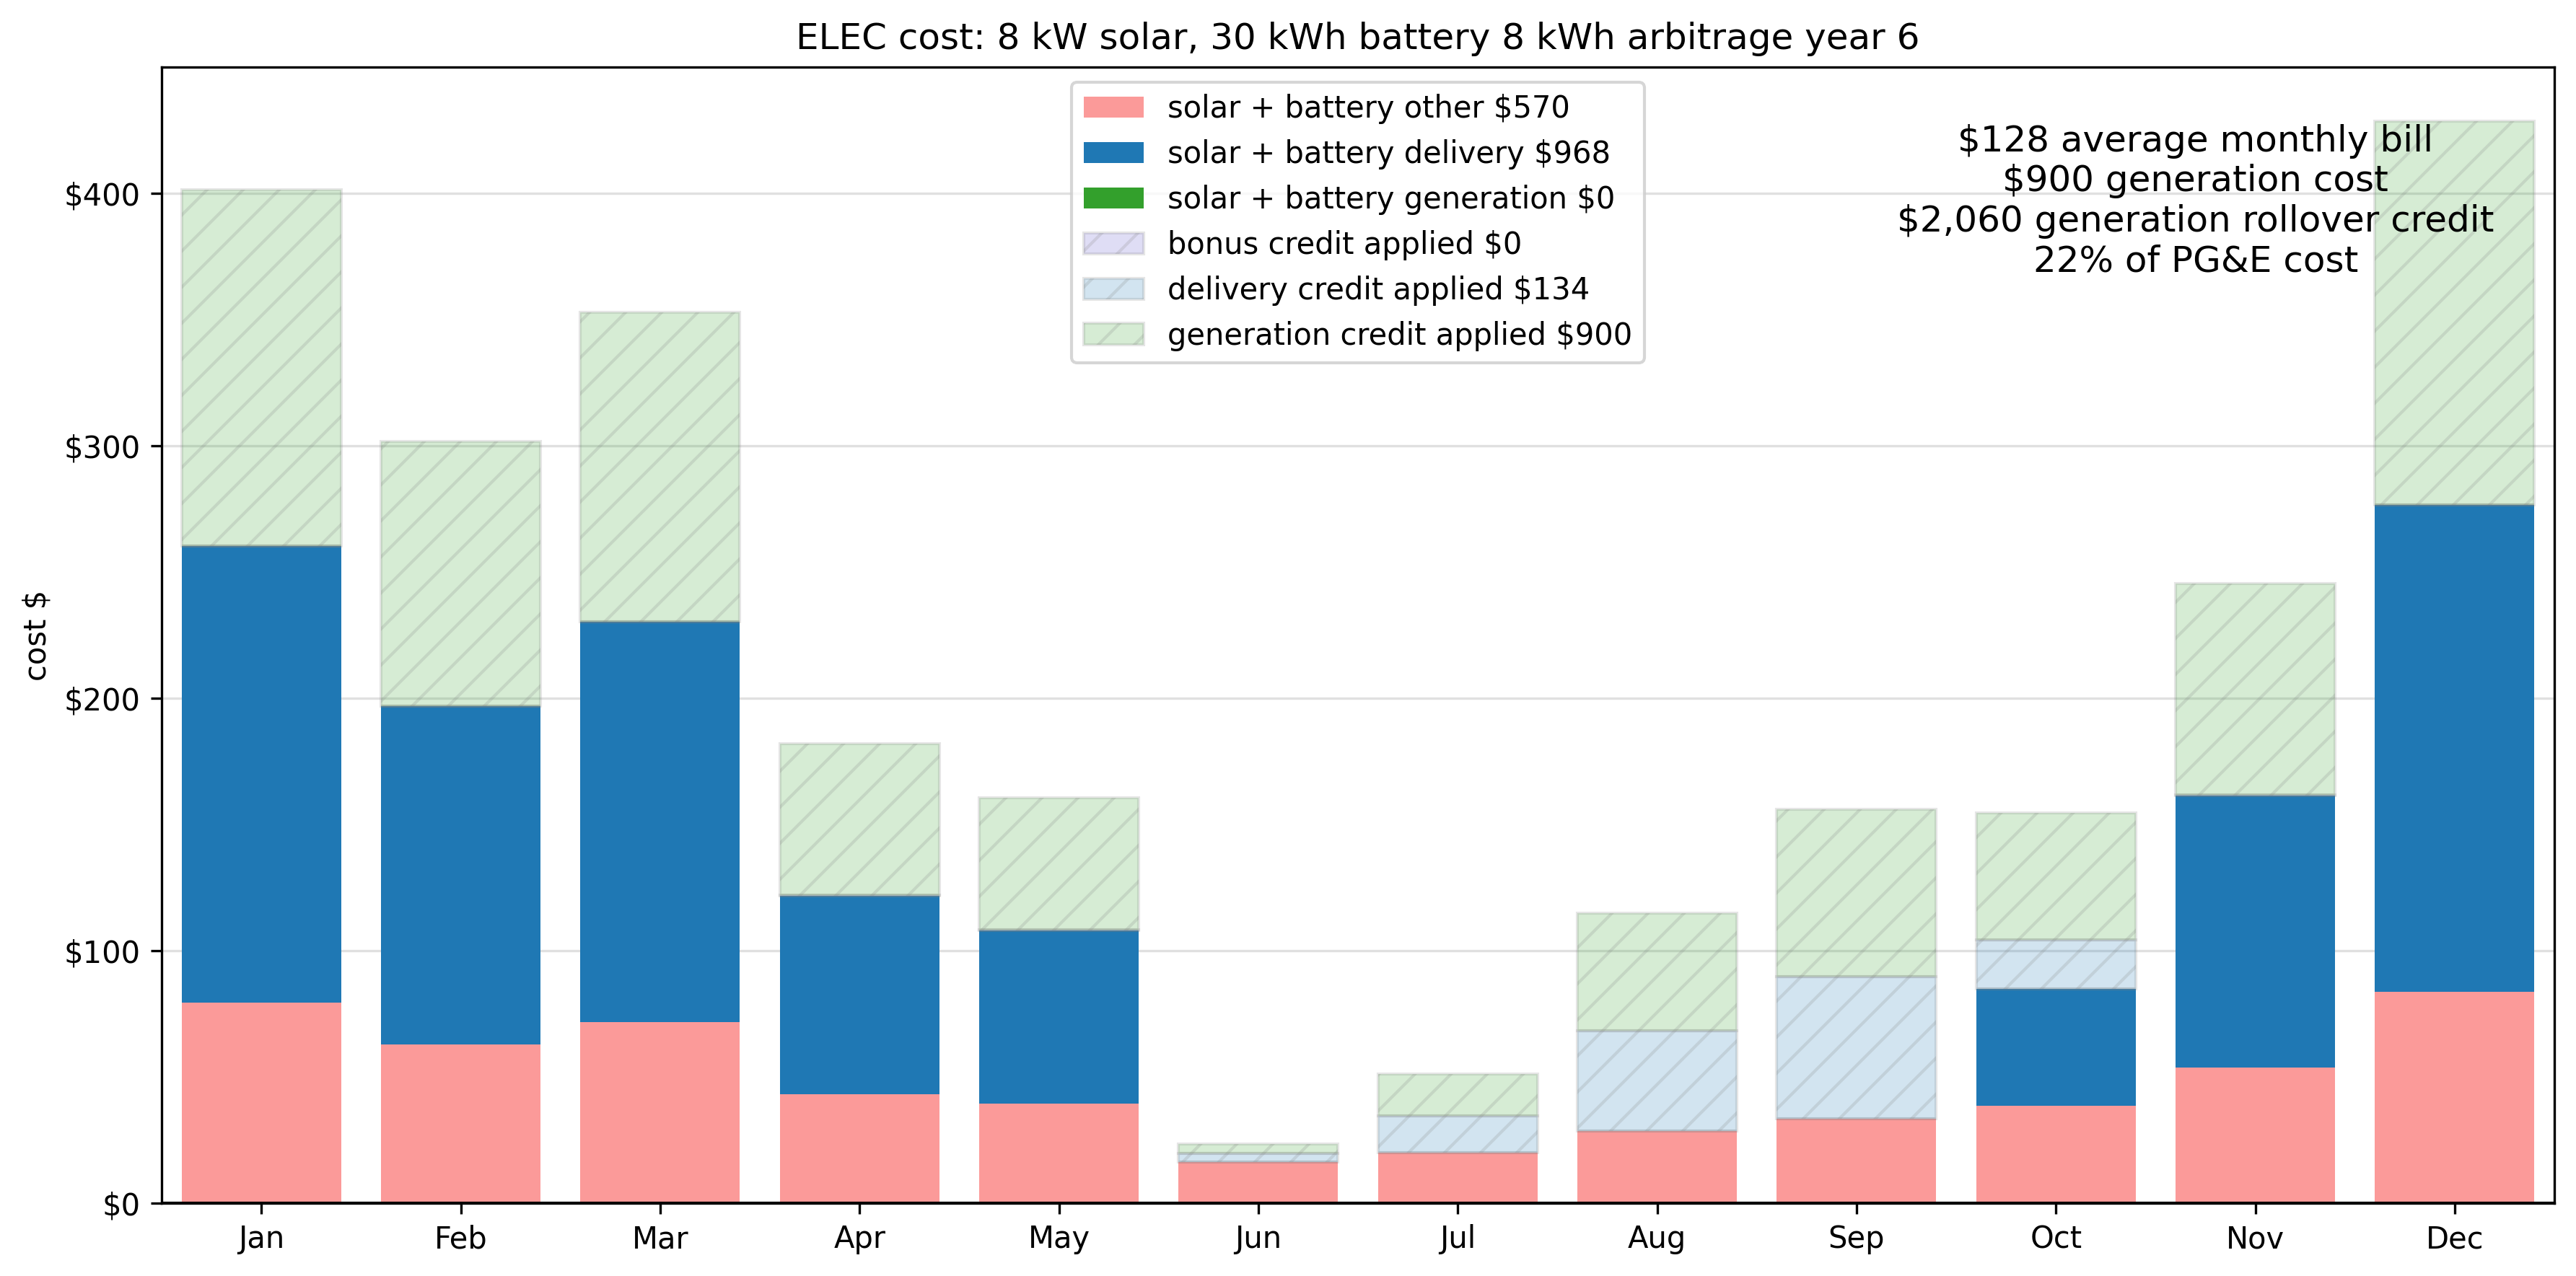 ELEC cost: 8 kW solar, 30 kWh battery 8 kWh arbitrage year 6
solar + battery other $570
solar + battery delivery $968
solar + battery generation $0
bonus credit applied $0
delivery credit applied $134
generation credit applied $900
$128 average monthly bill
$900 generation cost
$2,060 generation rollover credit
22% of PG&E cost
cost $
$400
$300
$200
$100
$0
Jan Feb Mar Apr May Jun Jul Aug Sep Oct Nov Dec